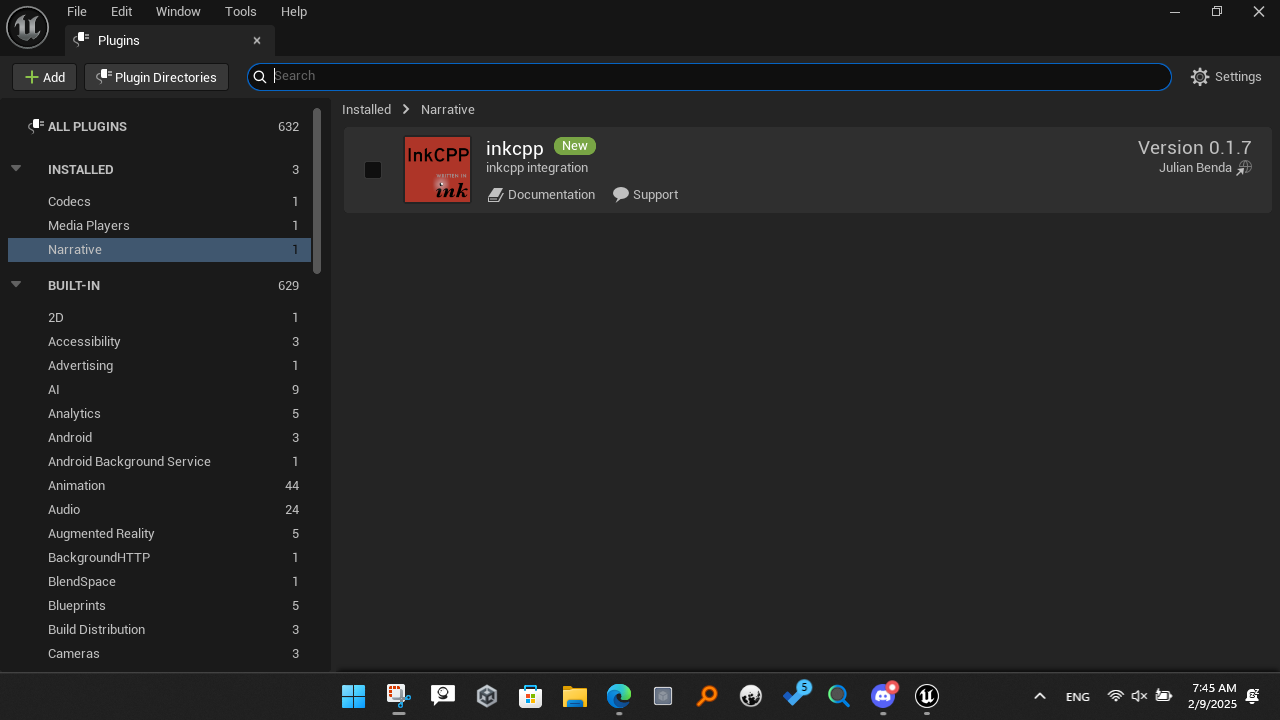 File Edit Window Tools Help
Plugins
Add
Plugin Directories
Search
Settings
ALL PLUGINS 632
INSTALLED 3
Codecs 1
Media Players 1
Narrative 1
BUILT-IN 629
2D 1
Accessibility 3
Advertising 1
AI 9
Analytics 5
Android 3
Android Background Service 1
Animation 44
Audio 24
Augmented Reality 5
BackgroundHTTP 1
BlendSpace 1
Blueprints 5
Build Distribution 3
Cameras 3
Installed > Narrative
InkCPP
WRITTEN IN
ink
inkcpp New
inkcpp integration
Documentation Support
Version 0.1.7
Julian Benda
5
ENG
7:45 AM
2/9/2025